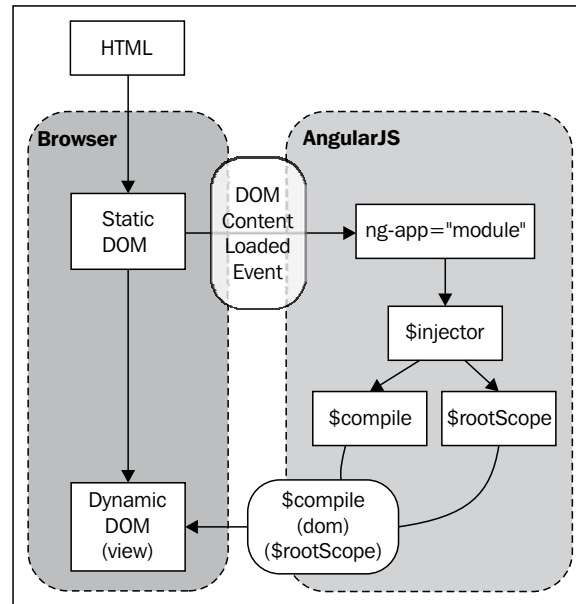 HTML
Browser
AngularJS
Static
DOM
DOM
Content
Loaded
Event
ng-app="module"
$injector
$compile
$rootScope
Dynamic
DOM
(view)
$compile
(dom)
($rootScope)